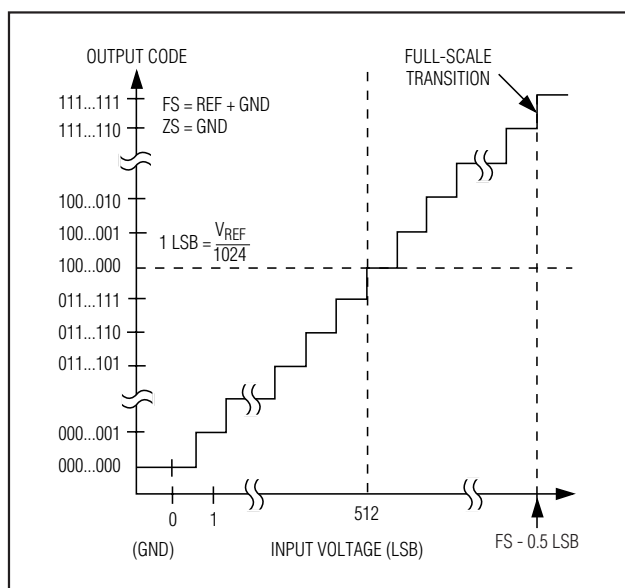 OUTPUT CODE
FULL-SCALE
TRANSITION
111...111
FS = REF + GND
111...110
ZS = GND
100...010
100...001
1 LSB = VREF
1024
100...000
011...111
011...110
011...101
000...001
000...000
0
1
512
FS - 0.5 LSB
(GND)
INPUT VOLTAGE (LSB)